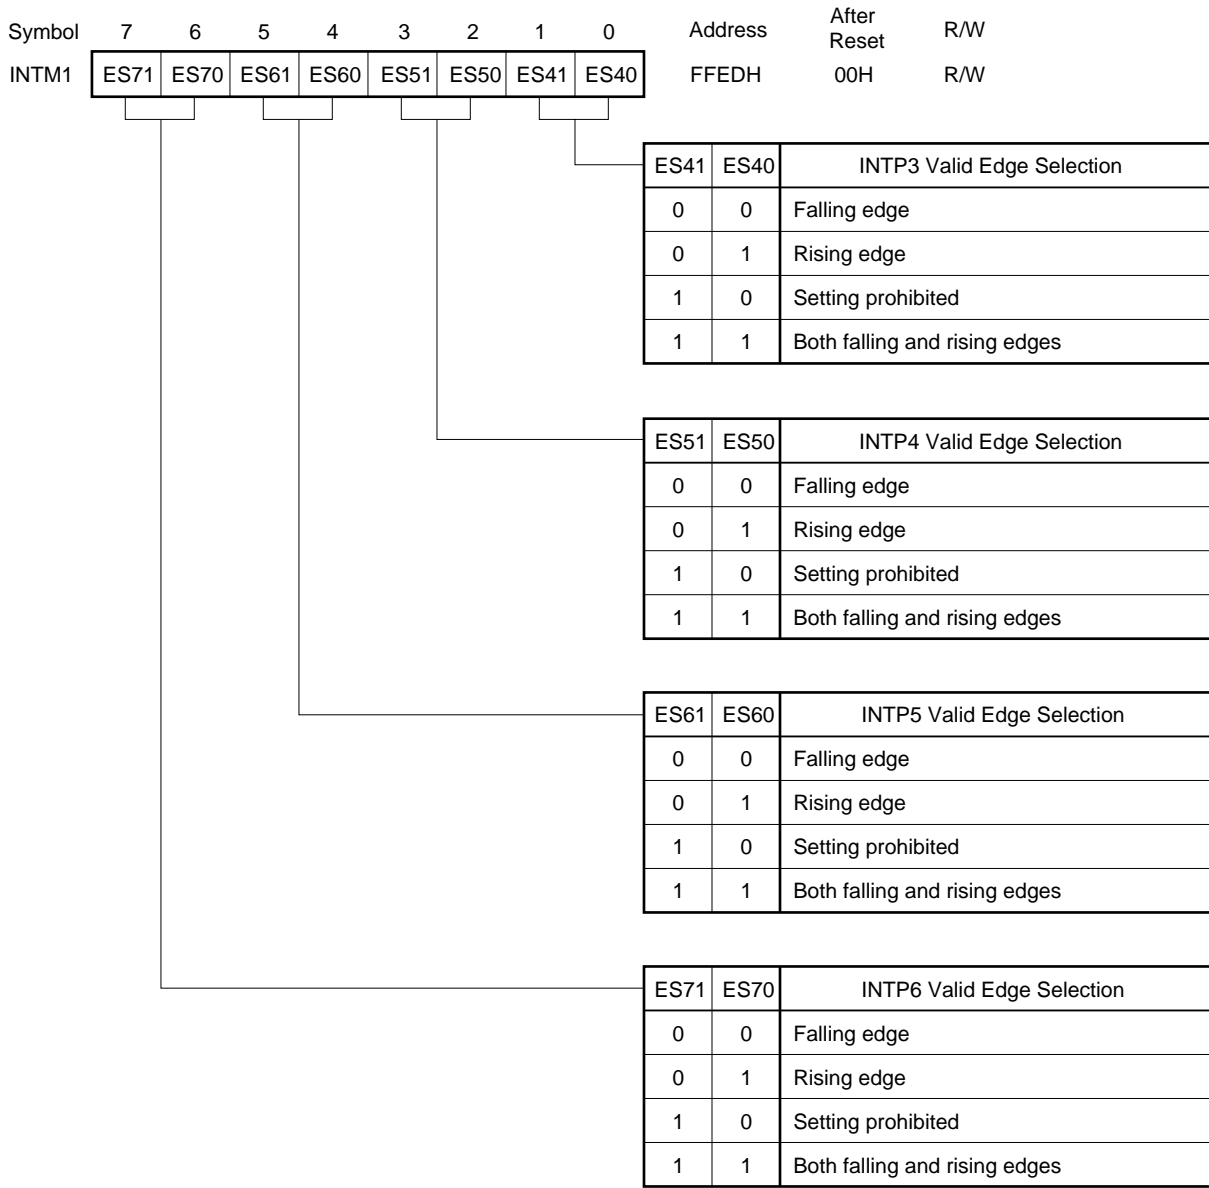 Symbol 7 6 5 4 3 2 1 0 Address After Reset R/W
INTM1 ES71 ES70 ES61 ES60 ES51 ES50 ES41 ES40 FFEDH 00H R/W
ES41 ES40 INTP3 Valid Edge Selection
0 0 Falling edge
0 1 Rising edge
1 0 Setting prohibited
1 1 Both falling and rising edges
ES51 ES50 INTP4 Valid Edge Selection
0 0 Falling edge
0 1 Rising edge
1 0 Setting prohibited
1 1 Both falling and rising edges
ES61 ES60 INTP5 Valid Edge Selection
0 0 Falling edge
0 1 Rising edge
1 0 Setting prohibited
1 1 Both falling and rising edges
ES71 ES70 INTP6 Valid Edge Selection
0 0 Falling edge
0 1 Rising edge
1 0 Setting prohibited
1 1 Both falling and rising edges